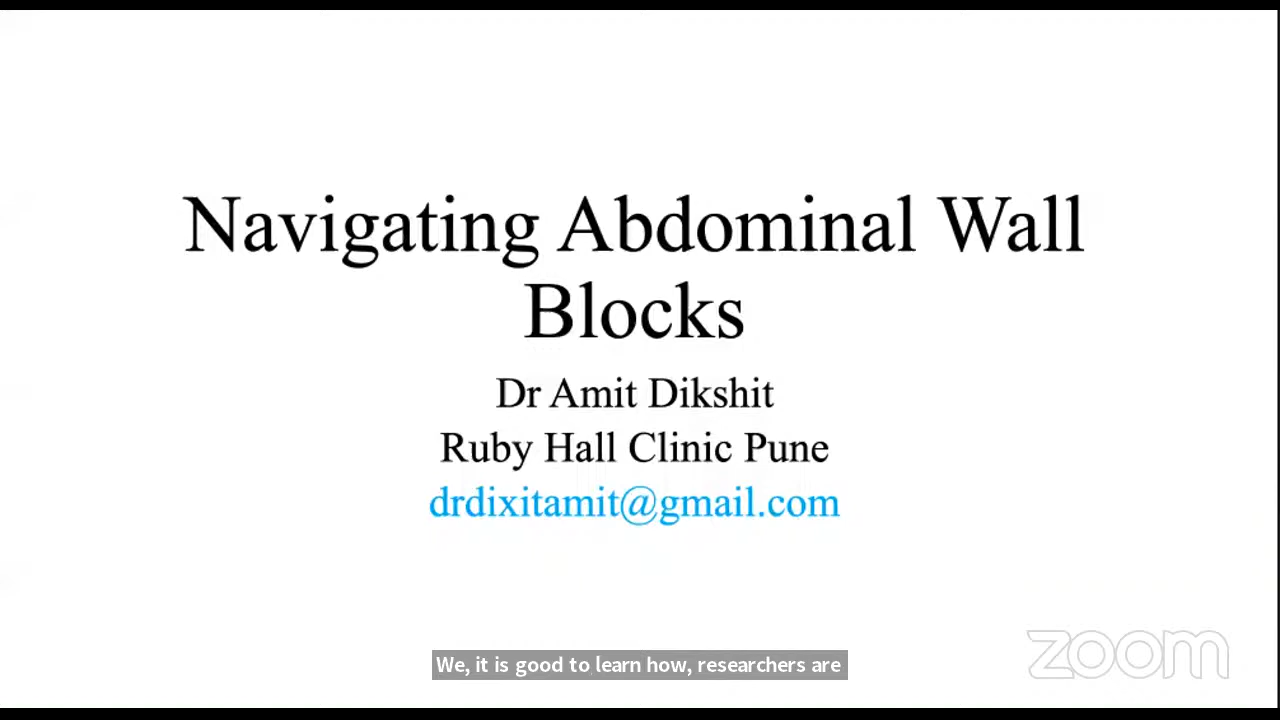 Navigating Abdominal Wall
Blocks
Dr Amit Dikshit
Ruby Hall Clinic Pune
drdixitamit@gmail.com
zoom
We, it is good to learn how, researchers are